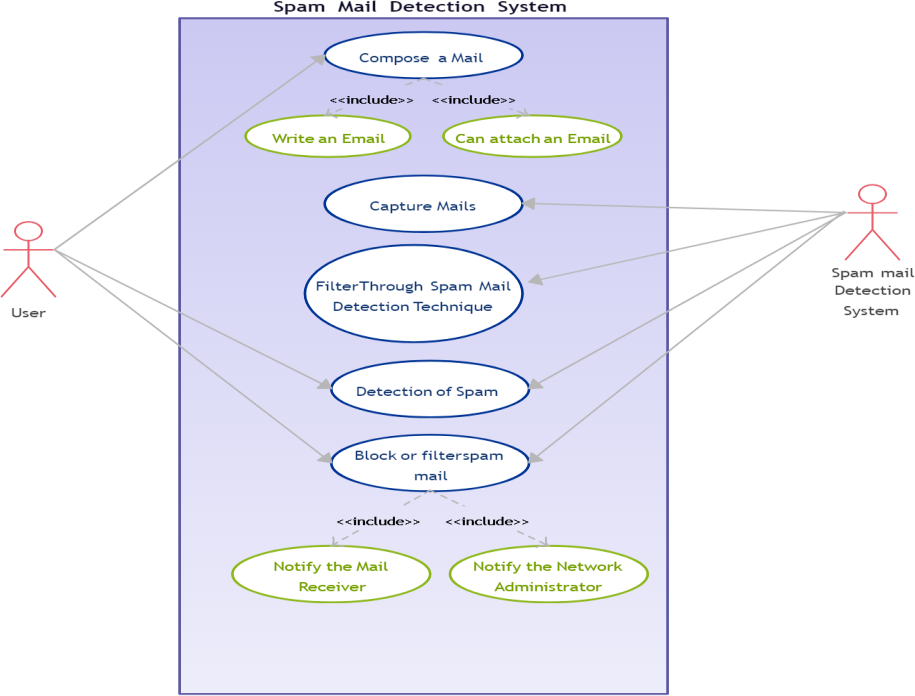 Spam Mail Detection System
Compose a Mail
<<include>> <<include>>
Write an Email
Can attach an Email
Capture Mails
FilterThrough Spam Mail
Detection Technique
Detection of Spam
Block or filterspam
mail
<<include>> <<include>>
Notify the Mail
Receiver
Notify the Network
Administrator
User
Spam mail
Detection
System